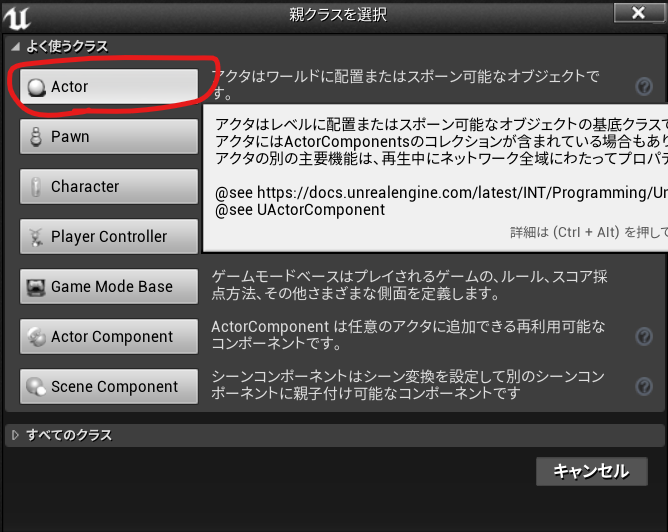 親クラスを選択
よく使うクラス
Actor
アクタはワールドに配置またはスポーン可能なオブジェクトで
す。
アクタはレベルに配置またはスポーン可能なオブジェクトの基底クラスで
アクタにはActorComponentsのコレクションが含まれている場合もあり
アクタの別の主要機能は、再生中にネットワーク全域にわたってプロパテ
@see https://docs.unrealengine.com/latest/INT/Programming/Un
@see UActorComponent
詳細は (Ctrl + Alt) を押して
Pawn
Character
Player Controller
Game Mode Base
ゲームモードベースはプレイされるゲームの、ルール、スコア採
点方法、その他さまざまな側面を定義します。
Actor Component
ActorComponent は任意のアクタに追加できる再利用可能な
コンポーネントです。
Scene Component
シーンコンポーネントはシーン変換を設定して別のシーンコン
ポーネントに親子付け可能なコンポーネントです
すべてのクラス
キャンセル